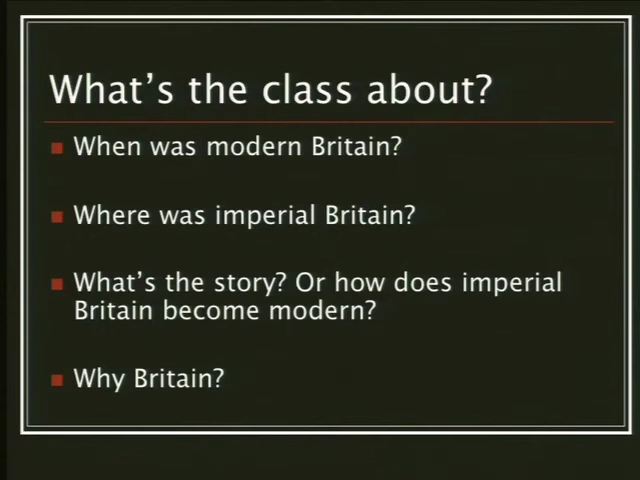 What's the class about?
When was modern Britain?
Where was imperial Britain?
What's the story? Or how does imperial
Britain become modern?
Why Britain?